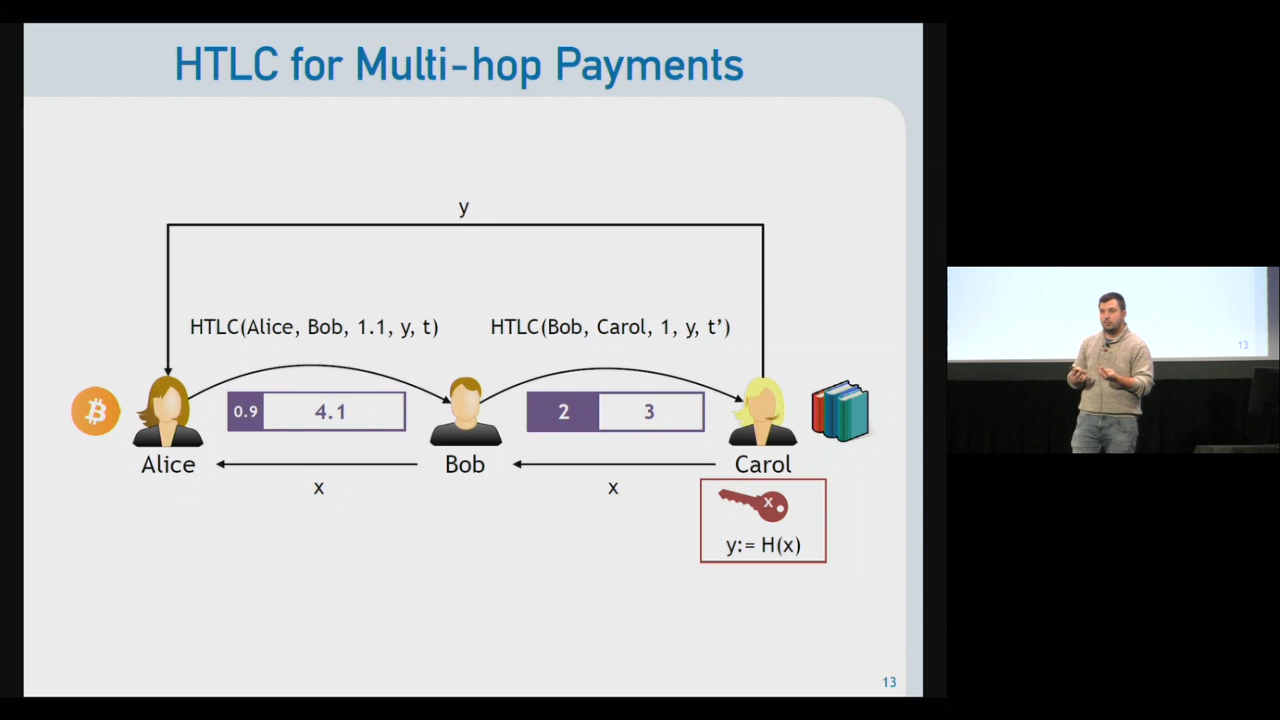 HTLC for Multi-hop Payments
y
HTLC(Alice, Bob, 1.1, y, t)
HTLC(Bob, Carol, 1, y, t’)
0.9
4.1
2
3
Alice
Bob
Carol
x
x
x
y:= H(x)
13
13